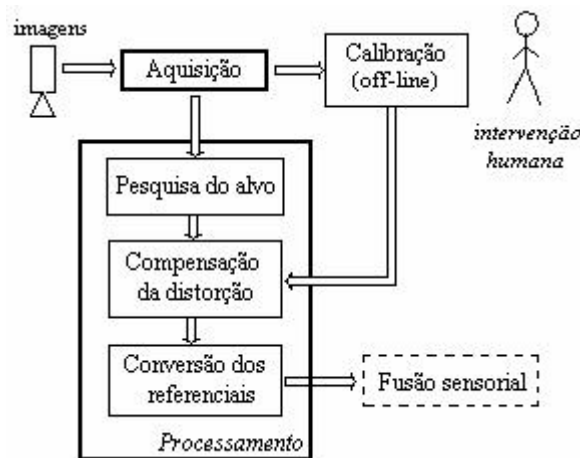 imagens
Aquisição
Calibração
(off-line)
intervenção
humana
Pesquisa do alvo
Compensação
da distorção
Conversão dos
referenciais
Fusão sensorial
Processamento